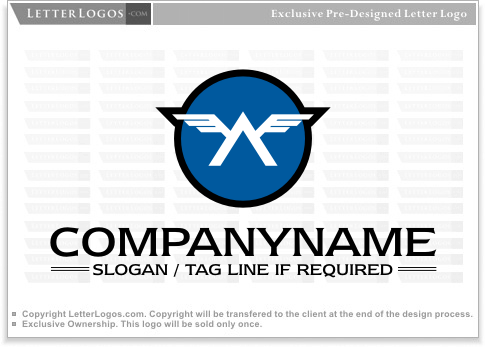 LETTERLOGOS.COM
Exclusive Pre-Designed Letter Logo
A
COMPANYNAME
SLOGAN / TAG LINE IF REQUIRED
Copyright LetterLogos.com. Copyright will be transfered to the client at the end of the design process.
Exclusive Ownership. This logo will be sold only once.